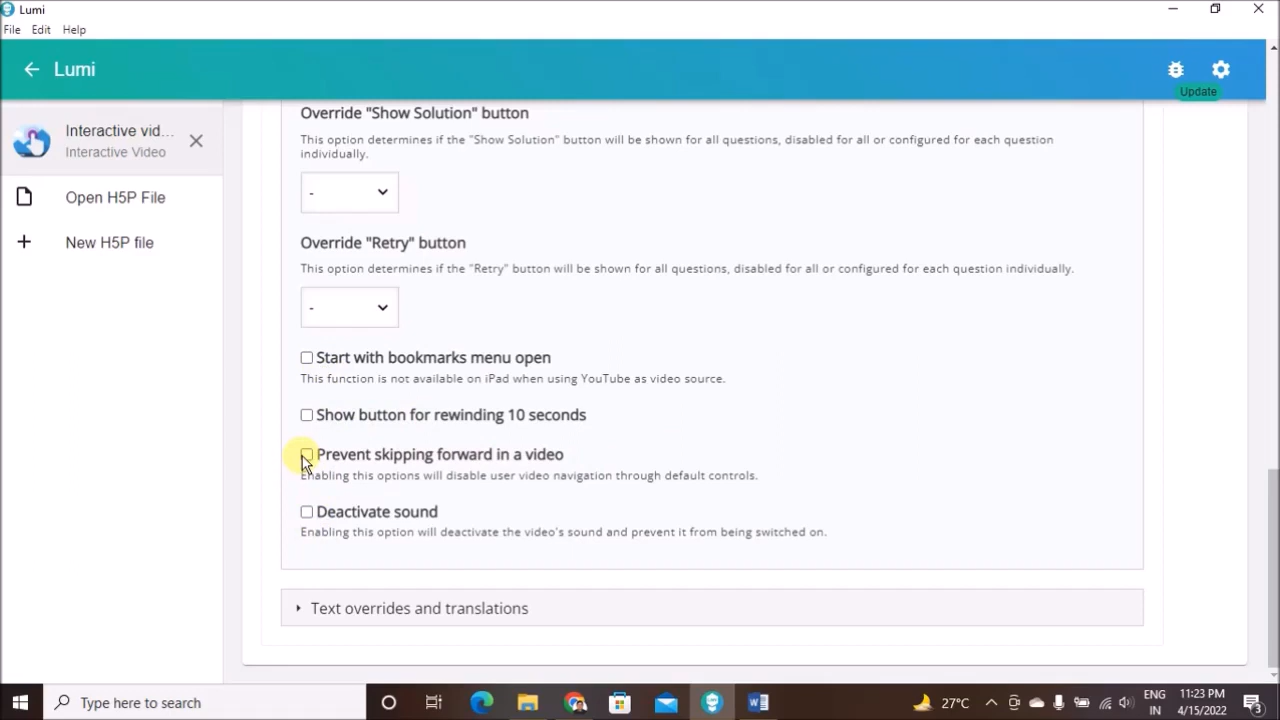 Lumi
File Edit Help
← Lumi
Update
Interactive vid...
Interactive Video
Open H5P File
New H5P file
Override "Show Solution" button
This option determines if the "Show Solution" button will be shown for all questions, disabled for all or configured for each question
individually.
-
Override "Retry" button
This option determines if the "Retry" button will be shown for all questions, disabled for all or configured for each question individually.
-
Start with bookmarks menu open
This function is not available on iPad when using YouTube as video source.
Show button for rewinding 10 seconds
Prevent skipping forward in a video
Enabling this options will disable user video navigation through default controls.
Deactivate sound
Enabling this option will deactivate the video's sound and prevent it from being switched on.
Text overrides and translations
Type here to search
27°C
ENG
IN
11:23 PM
4/15/2022
3